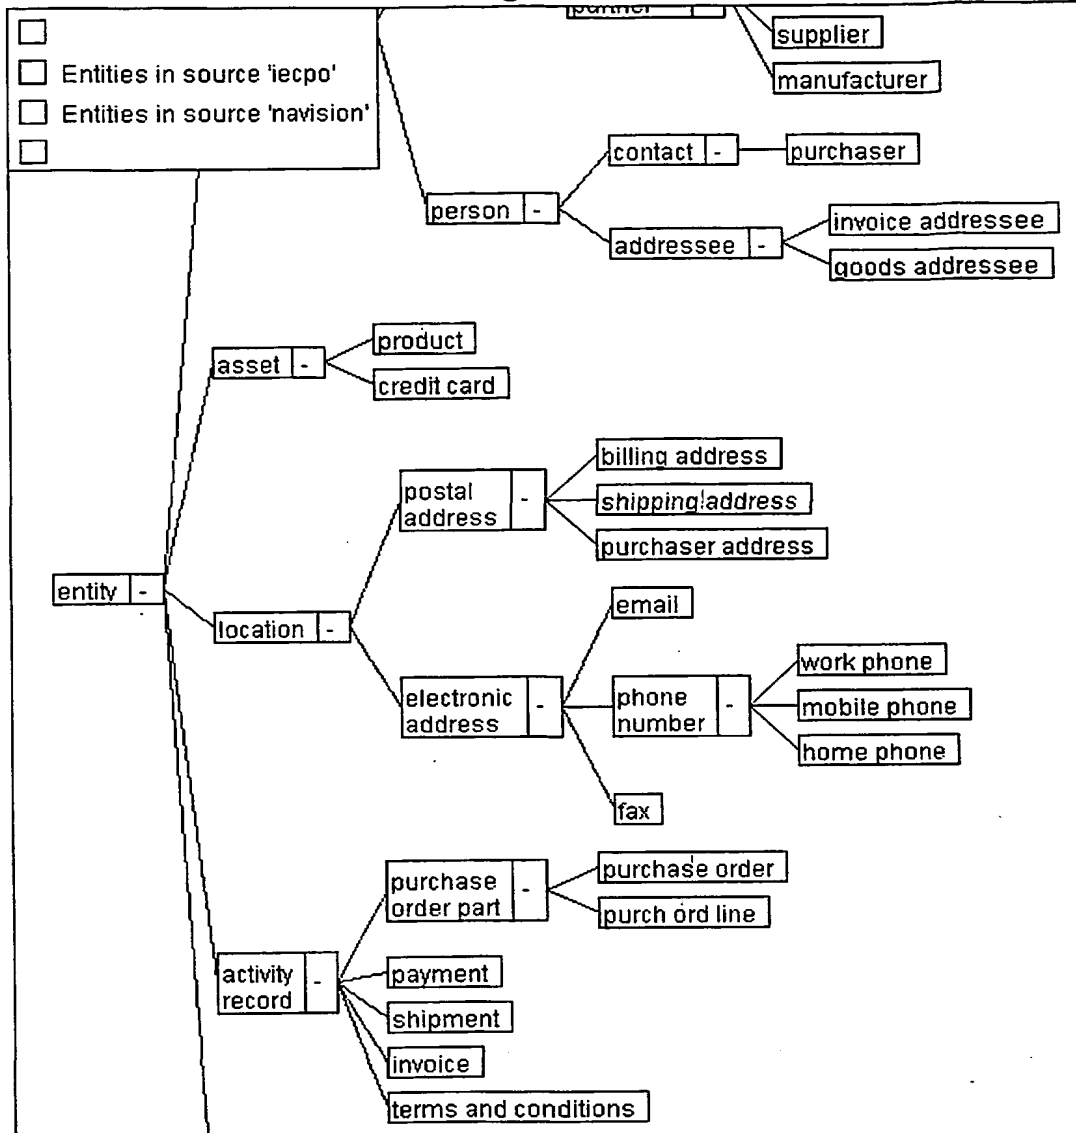 partner -
supplier
manufacturer
Entities in source 'iecpo'
Entities in source 'navision'
contact -
purchaser
person -
addressee -
invoice addressee
goods addressee
asset -
product
credit card
postal
address -
billing address
shipping address
purchaser address
entity -
location -
email
electronic
address -
phone
number -
work phone
mobile phone
home phone
fax
purchase
order part -
purchase order
purch ord line
activity
record -
payment
shipment
invoice
terms and conditions